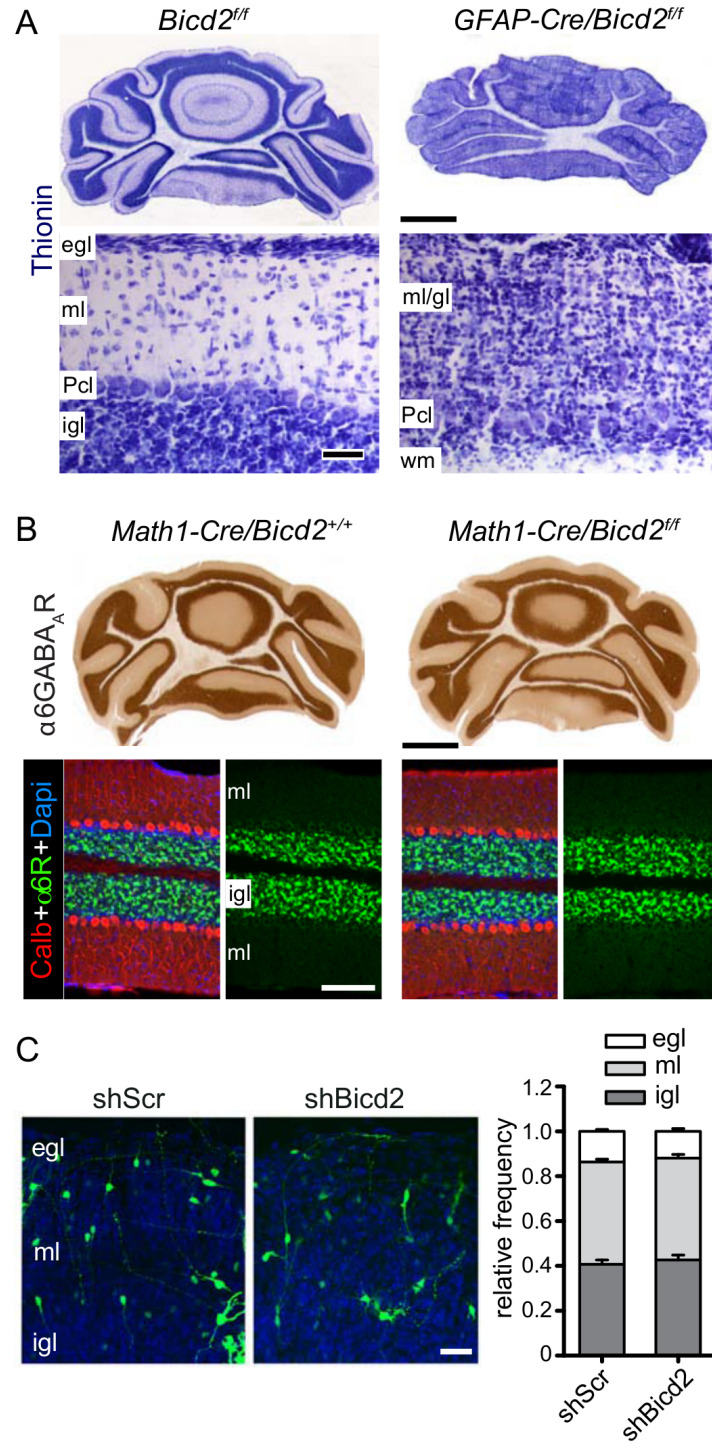 A
Bicd2f/f
GFAP-Cre/Bicd2f/f
Thionin
egl
ml
Pcl
igl
ml/gl
Pcl
wm
B
Math1-Cre/Bicd2+/+
Math1-Cre/Bicd2f/f
α6GABAAR
Calb+α6R+Dapi
ml
igl
ml
C
shScr
shBicd2
egl
ml
igl
egl
ml
igl
relative frequency
1.2
1.0
0.8
0.6
0.4
0.2
0
shScr
shBicd2